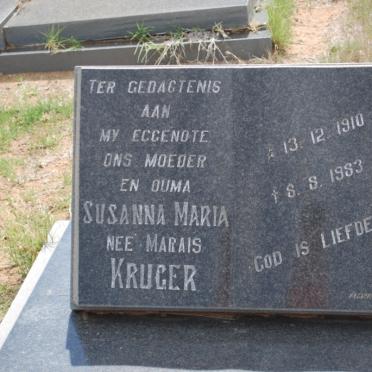 TER GEDAGTENIS
AAN
MY EGGENOTE
ONS MOEDER
EN OUMA
SUSANNA MARIA
NEE MARAIS
KRUGER
* 13. 12. 1910
† 8. 8. 1983
GOD IS LIEFDE